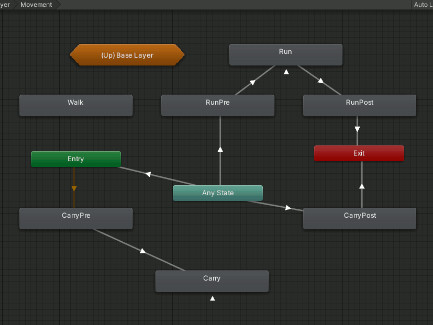 yer Movement Auto L
(Up) Base Layer
Run
Walk
RunPre
RunPost
Entry
Exit
Any State
CarryPre
CarryPost
Carry